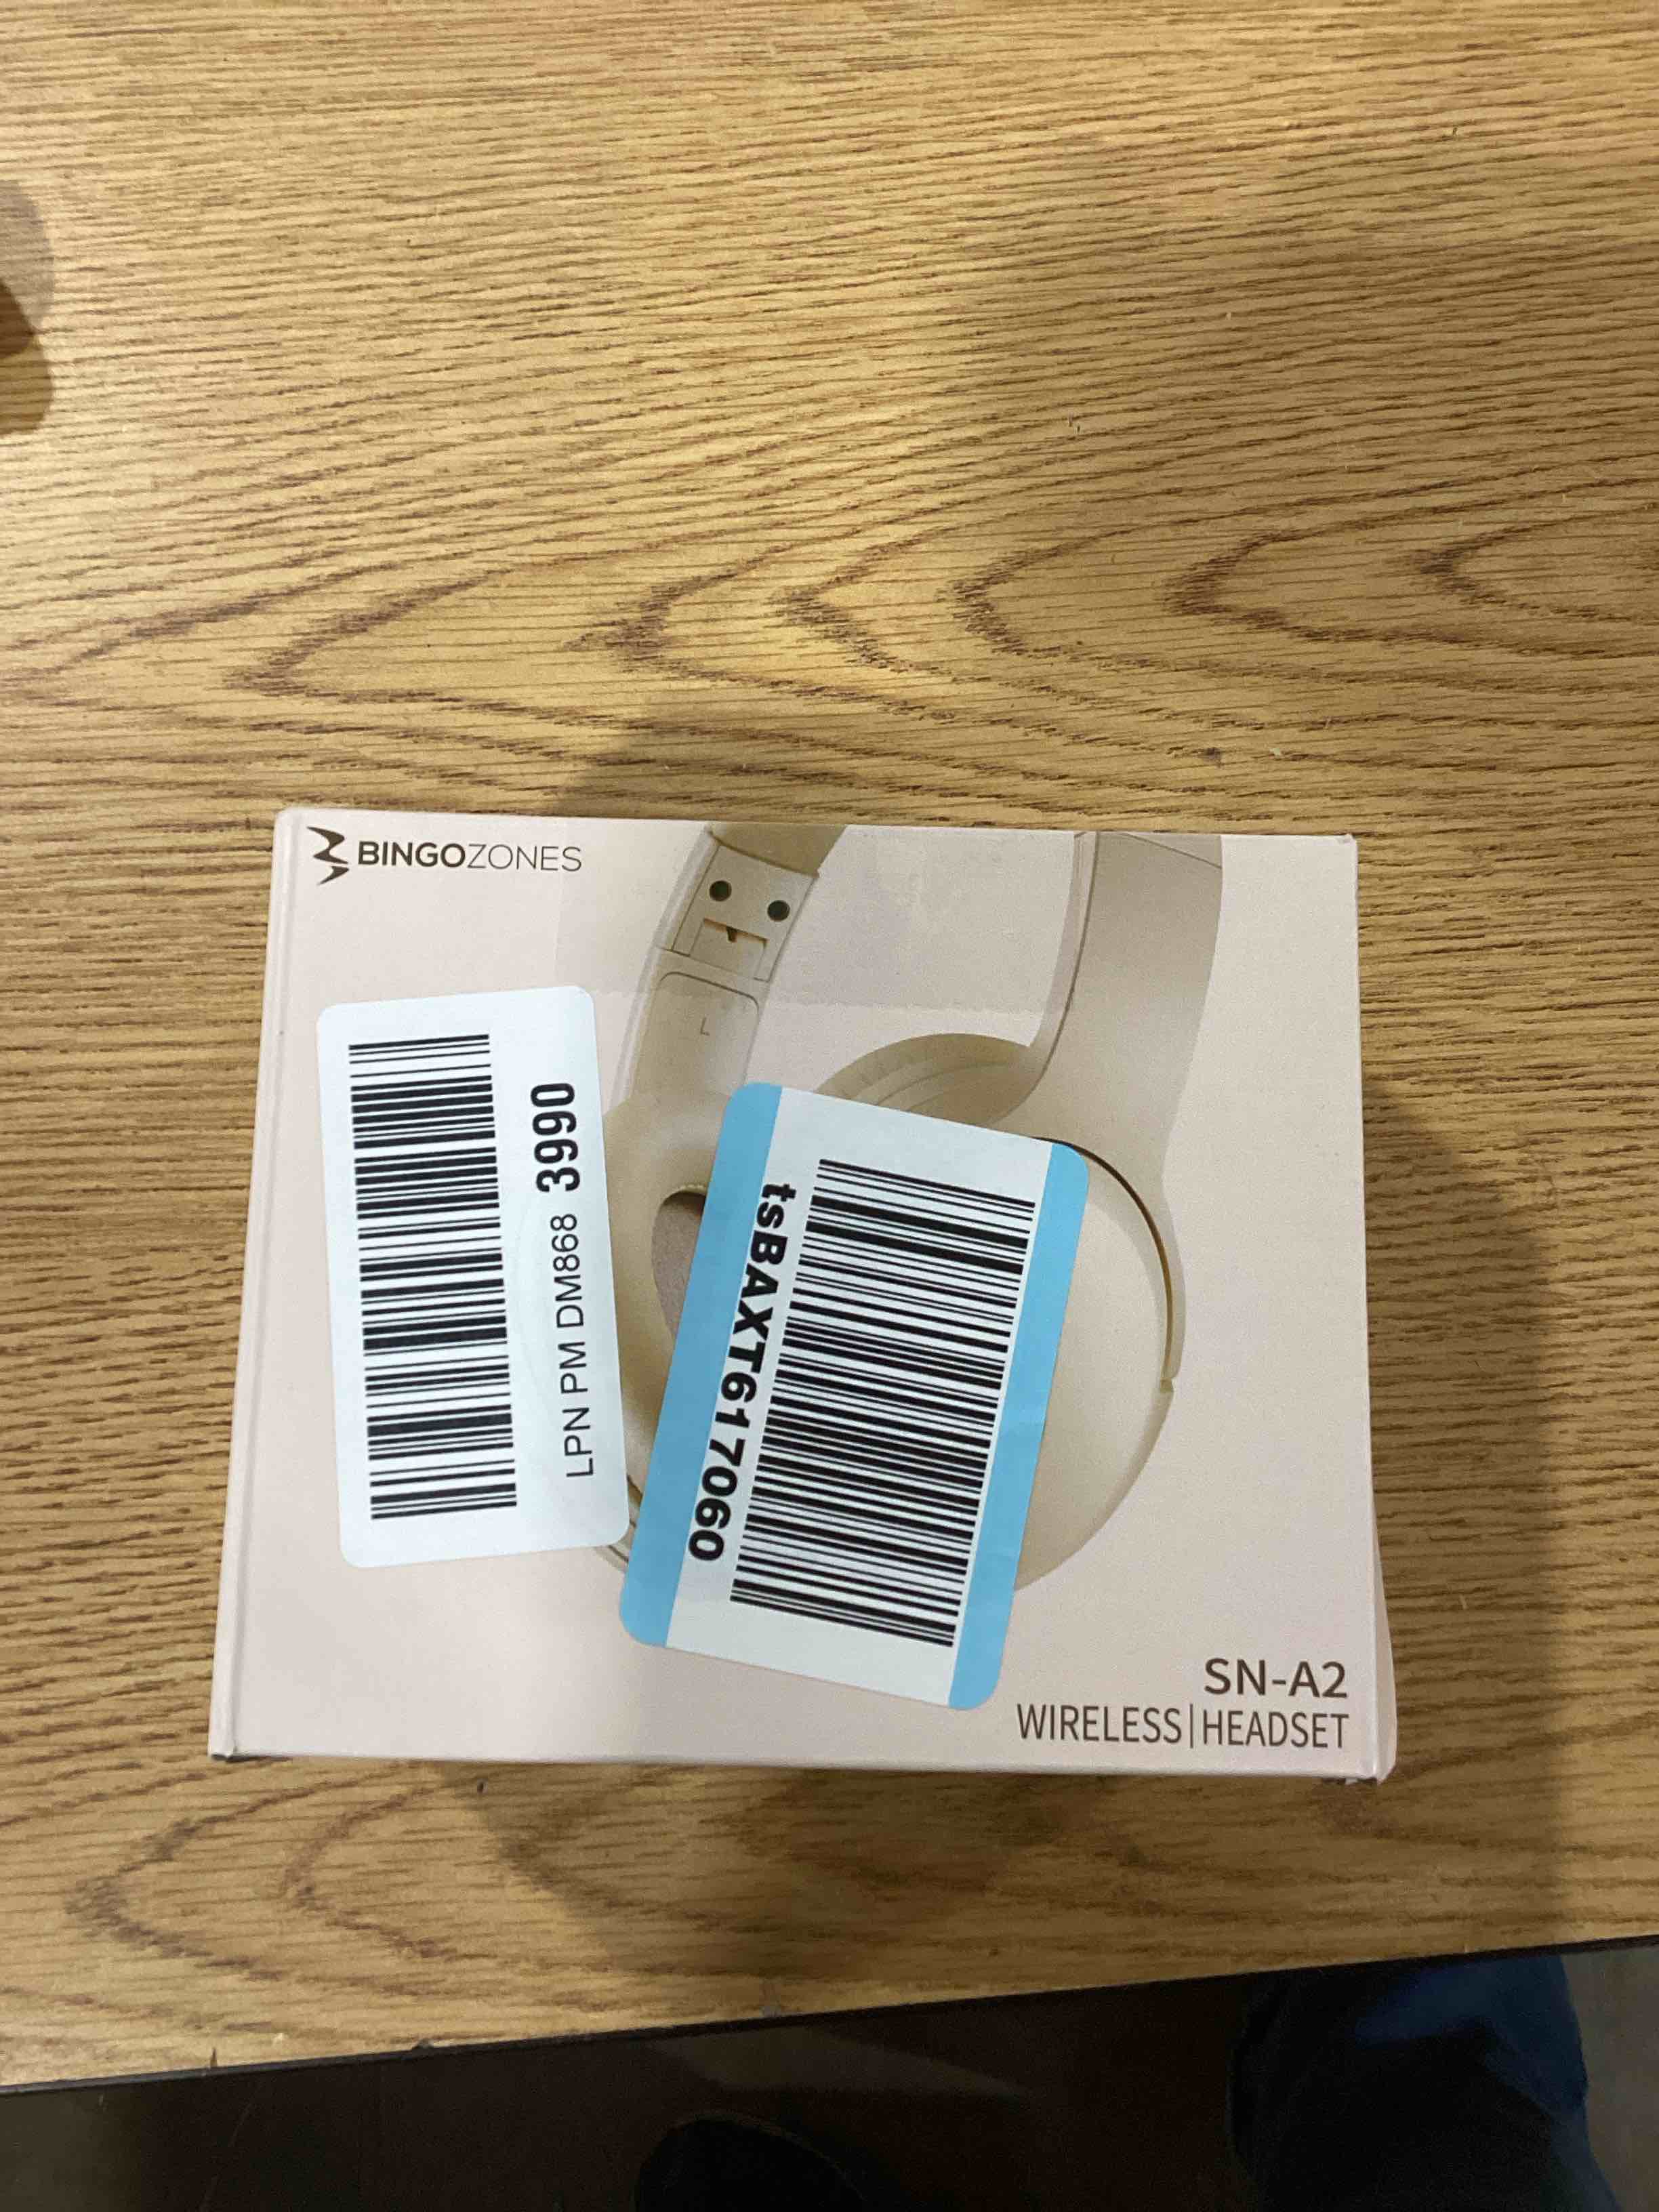 BINGOZONES
L
LPN PM DM868 3990
tsBAXT617060
SN-A2
WIRELESS|HEADSET